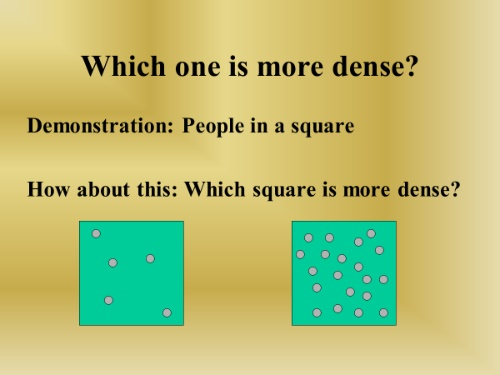 Which one is more dense?
Demonstration: People in a square
How about this: Which square is more dense?